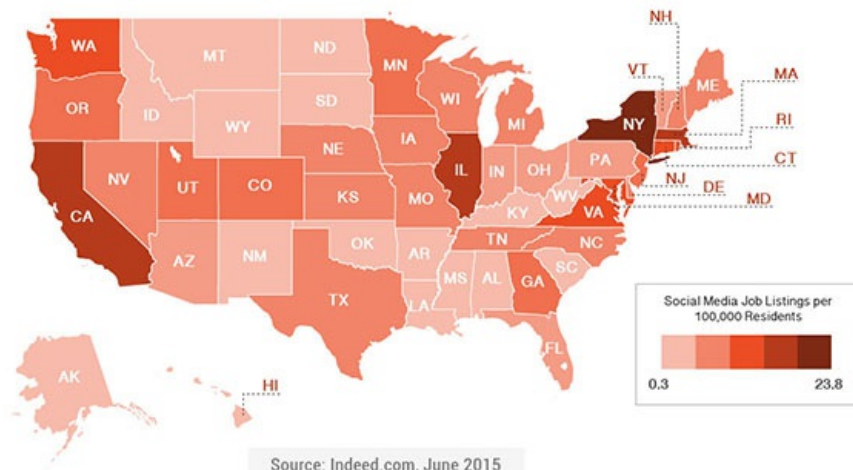 NH
WA
MT
ND
MN
VT
ME
MA
OR
ID
SD
WI
MI
NY
RI
WY
IA
PA
CT
NE
IL
IN
OH
NJ
DE
NV
UT
CO
KS
MO
WV
VA
MD
CA
KY
AZ
NM
OK
AR
TN
NC
MS
AL
GA
SC
TX
LA
FL
Social Media Job Listings per
100,000 Residents
0.3
23.8
AK
HI
Source: Indeed.com, June 2015